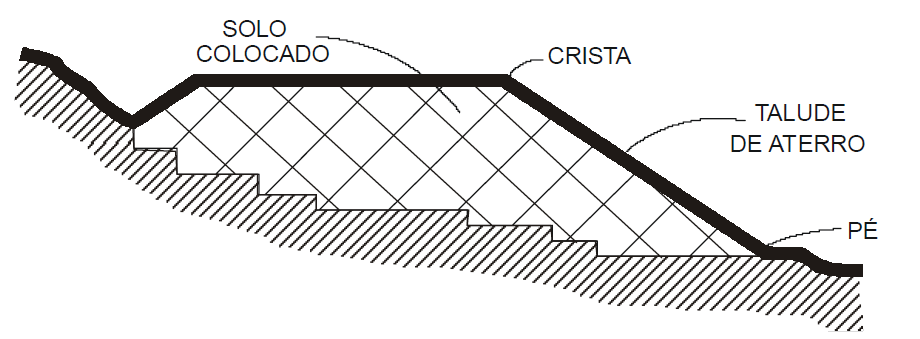 SOLO
COLOCADO
CRISTA
TALUDE
DE ATERRO
PÉ